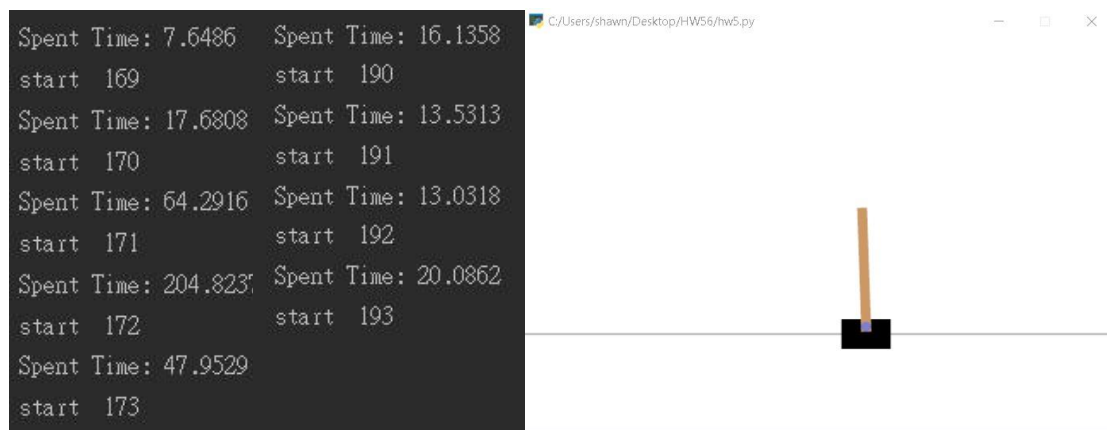 Spent Time: 7.6486
start 169
Spent Time: 17.6808
start 170
Spent Time: 64.2916
start 171
Spent Time: 204.8237
start 172
Spent Time: 47.9529
start 173
Spent Time: 16.1358
start 190
Spent Time: 13.5313
start 191
Spent Time: 13.0318
start 192
Spent Time: 20.0862
start 193
C:/Users/shawn/Desktop/HW56/hw5.py